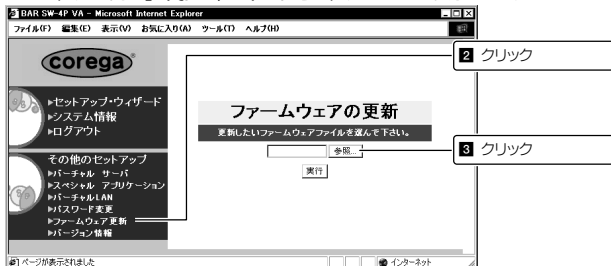 BAR SW-4P VA - Microsoft Internet Explorer
ファイル(F) 編集(E) 表示(V) お気に入り(A) ツール(T) ヘルプ(H)
corega
セットアップ・ウィザード
システム情報
ログアウト
その他のセットアップ
バーチャル サーバ
スペシャル アプリケーション
バーチャルLAN
パスワード変更
ファームウェア更新
バージョン情報
ファームウェアの更新
更新したいファームウェアファイルを選んで下さい。
参照...
実行
2 クリック
3 クリック
ページが表示されました
インターネット